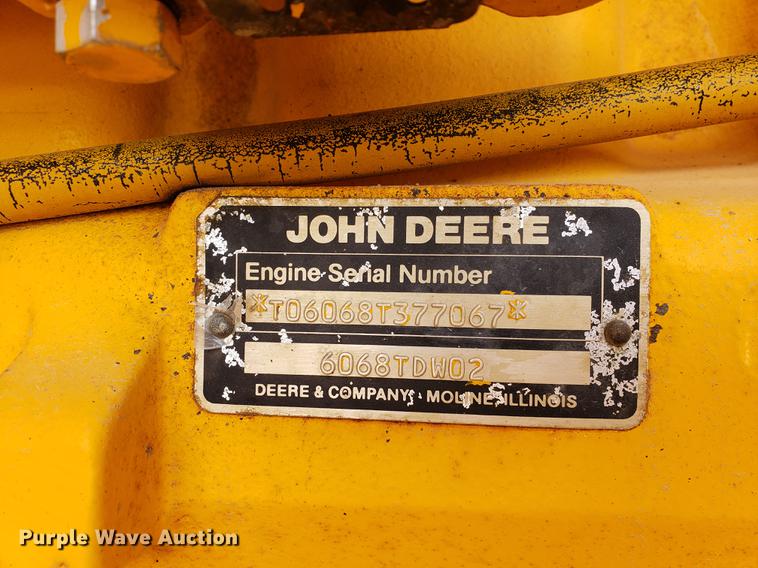 JOHN DEERE
Engine Serial Number
*T06068T377067*
6068TDW02
DEERE & COMPANY, MOLINE, ILLINOIS
Purple Wave Auction